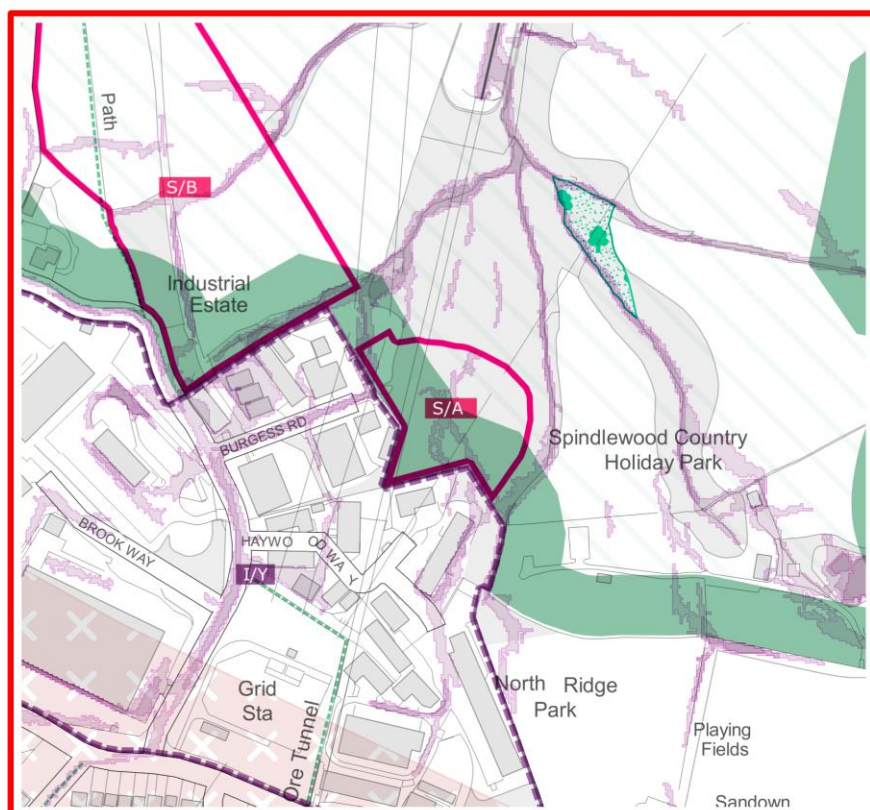 Path
S/B
Industrial
Estate
S/A
BURGESS RD
Spindlewood Country
Holiday Park
BROOK WAY
HAYWO OD WA Y
I/Y
Grid
Sta
Ore Tunnel
North Ridge
Park
Playing
Fields
Sandown